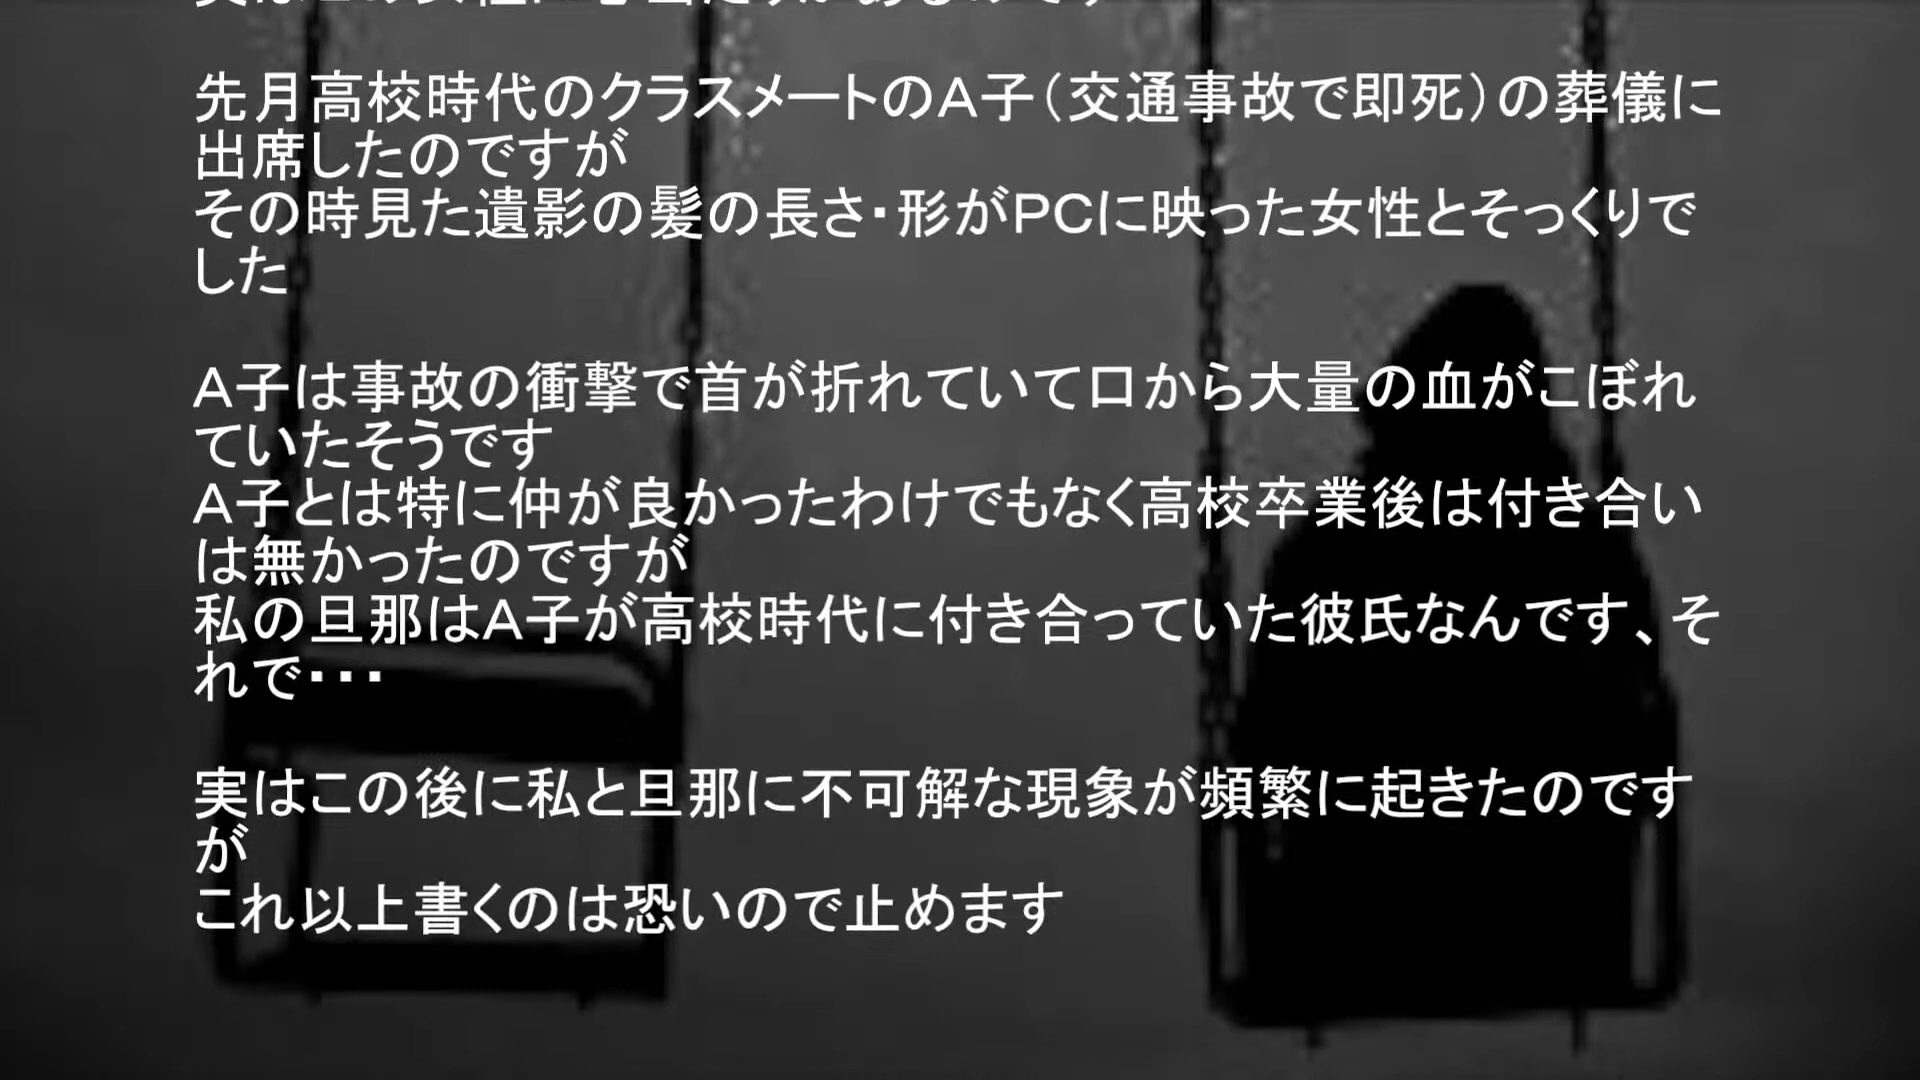 先月高校時代のクラスメートのA子（交通事故で即死）の葬儀に
出席したのですが
その時見た遺影の髪の長さ・形がPCに映った女性とそっくりで
した
A子は事故の衝撃で首が折れていて口から大量の血がこぼれ
ていたそうです
A子とは特に仲が良かったわけでもなく高校卒業後は付き合い
は無かったのですが
私の旦那はA子が高校時代に付き合っていた彼氏なんです、そ
れで・・・
実はこの後に私と旦那に不可解な現象が頻繁に起きたのです
が
これ以上書くのは恐いので止めます